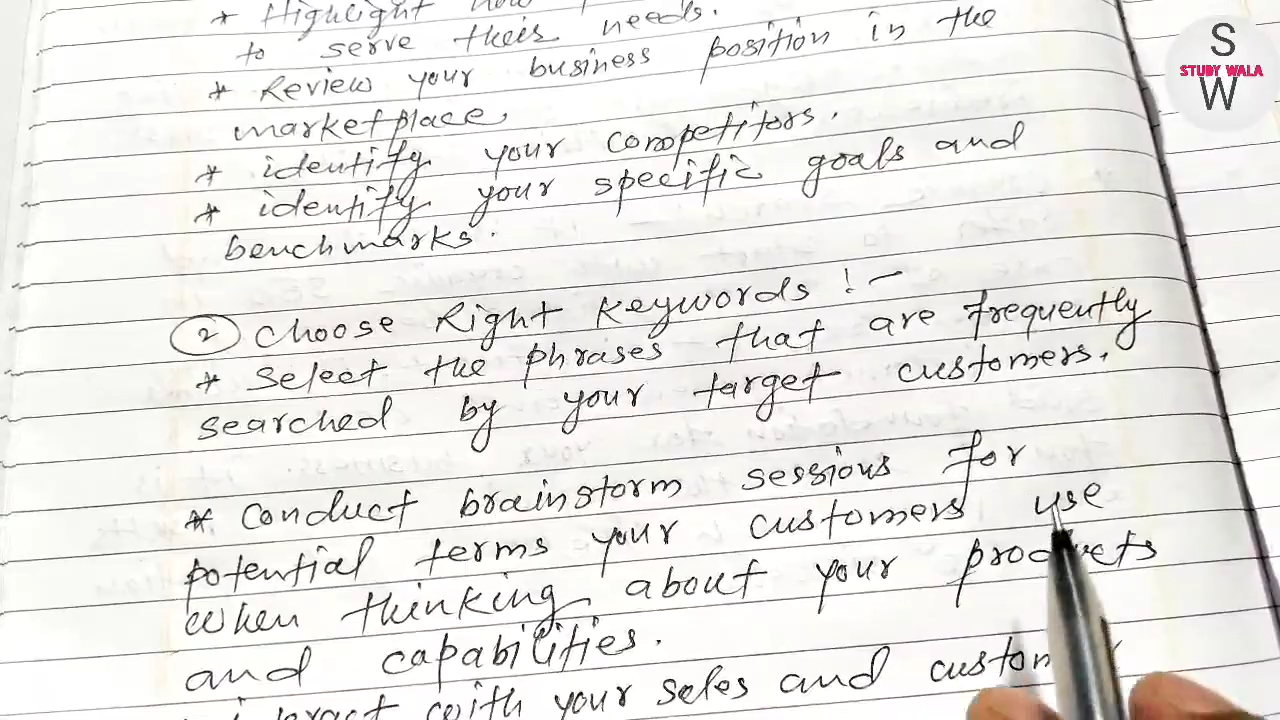 * Highlight how
to serve their needs.
* Review your business position in the
marketplace.
* identify your competitors.
* identify your specific goals and
benchmarks.
② Choose Right Keywords :-
* Select the phrases that are frequently
searched by your target customers.
* Conduct brainstorm sessions for
potential terms your customers use
when thinking about your products
and capabilities.
with your sales and
S
STUDY WALA
W